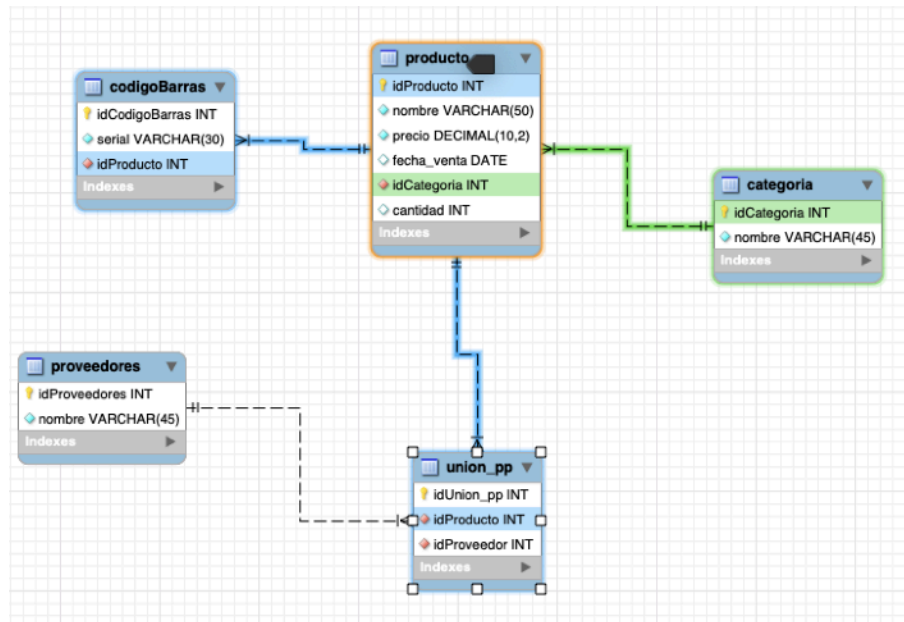 producto
idProducto INT
nombre VARCHAR(50)
precio DECIMAL(10,2)
fecha_venta DATE
idCategoria INT
cantidad INT
Indexes
codigoBarras
idCodigoBarras INT
serial VARCHAR(30)
idProducto INT
Indexes
categoria
idCategoria INT
nombre VARCHAR(45)
Indexes
proveedores
idProveedores INT
nombre VARCHAR(45)
Indexes
union_pp
idUnion_pp INT
idProducto INT
idProveedor INT
Indexes